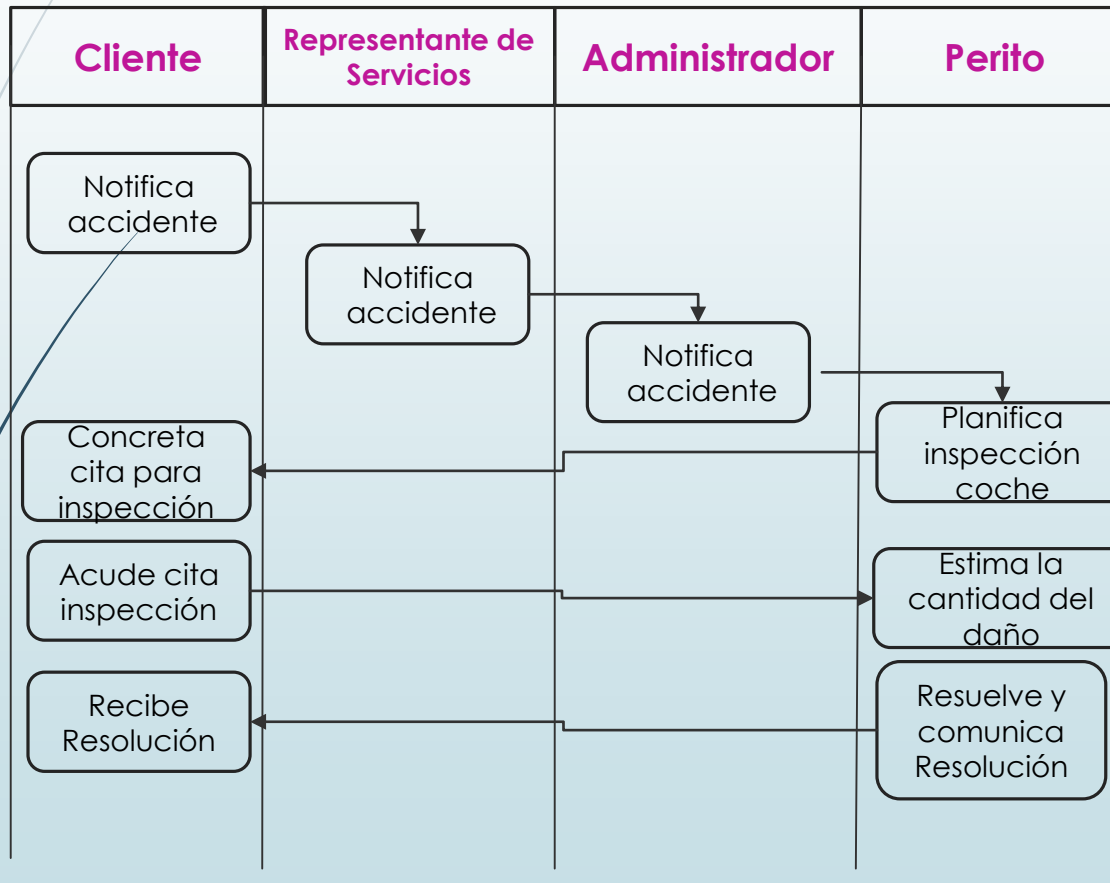 Cliente
Representante de
Servicios
Administrador
Perito
Notifica
accidente
Notifica
accidente
Notifica
accidente
Planifica
inspección
coche
Concreta
cita para
inspección
Acude cita
inspección
Estima la
cantidad del
daño
Resuelve y
comunica
Resolución
Recibe
Resolución